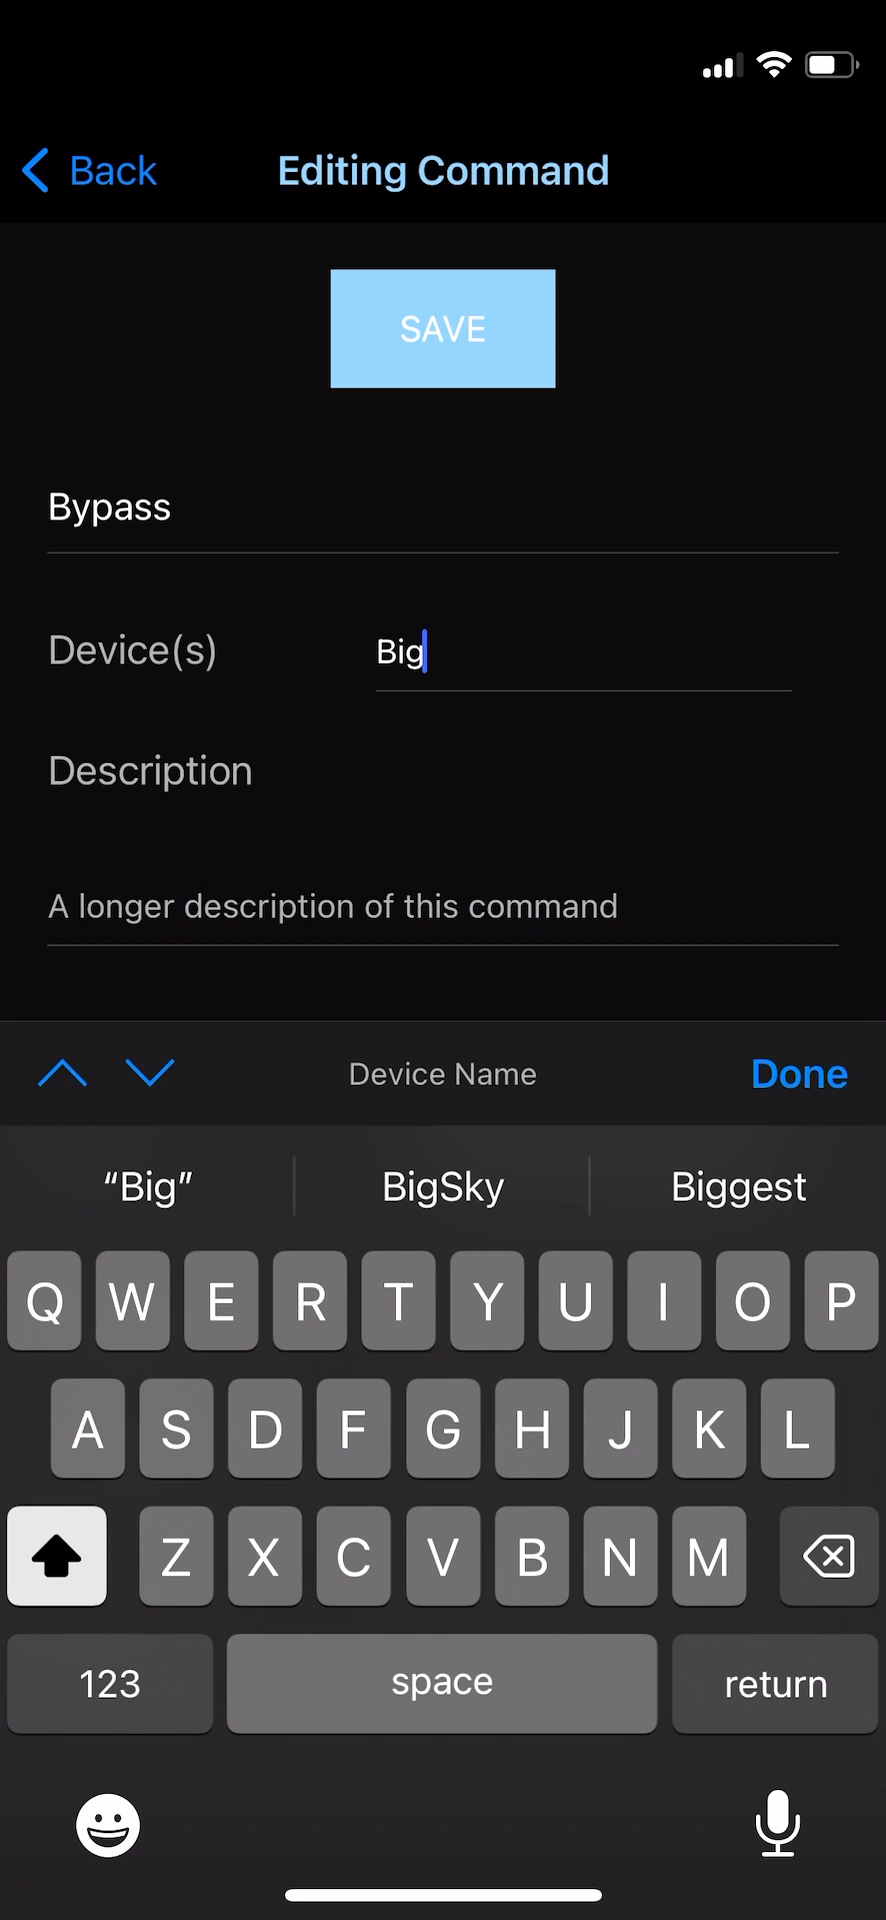 Back
Editing Command
SAVE
Bypass
Device(s)
Big
Description
A longer description of this command
Device Name
Done
“Big”
BigSky
Biggest
Q W E R T Y U I O P
A S D F G H J K L
Z X C V B N M
123
space
return